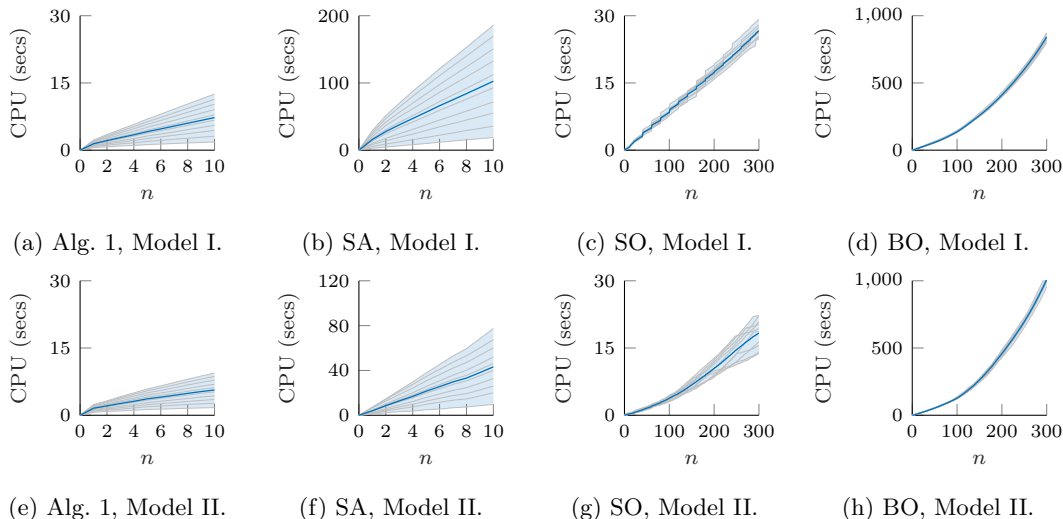 30
15
0
CPU (secs)
0 2 4 6 8 10
n
(a) Alg. 1, Model I.
200
100
0
CPU (secs)
0 2 4 6 8 10
n
(b) SA, Model I.
30
15
0
CPU (secs)
0 100 200 300
n
(c) SO, Model I.
1,000
500
0
CPU (secs)
0 100 200 300
n
(d) BO, Model I.
30
15
0
CPU (secs)
0 2 4 6 8 10
n
(e) Alg. 1, Model II.
120
80
40
0
CPU (secs)
0 2 4 6 8 10
n
(f) SA, Model II.
30
15
0
CPU (secs)
0 100 200 300
n
(g) SO, Model II.
1,000
500
0
CPU (secs)
0 100 200 300
n
(h) BO, Model II.